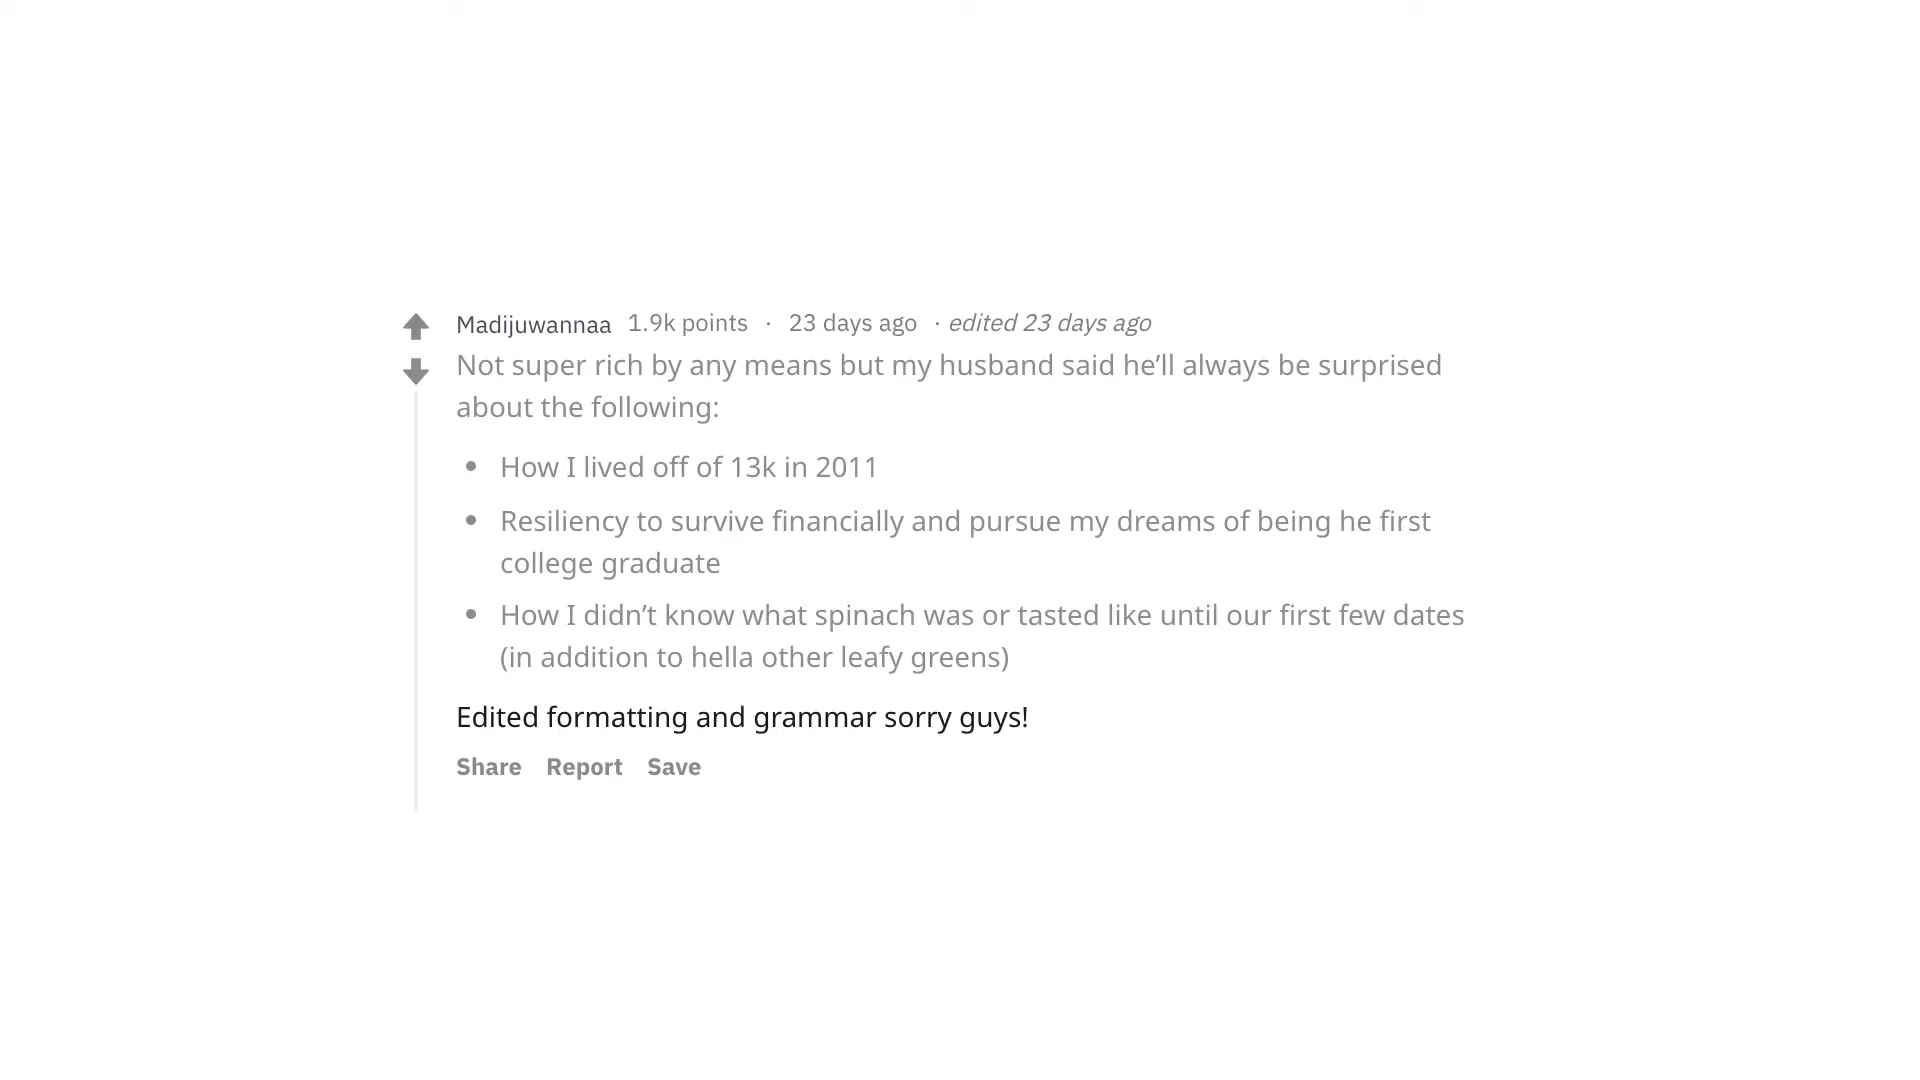 Madijuwannaa 1.9k points · 23 days ago · edited 23 days ago
Not super rich by any means but my husband said he’ll always be surprised
about the following:
• How I lived off of 13k in 2011
• Resiliency to survive financially and pursue my dreams of being he first
college graduate
• How I didn’t know what spinach was or tasted like until our first few dates
(in addition to hella other leafy greens)
Edited formatting and grammar sorry guys!
Share Report Save